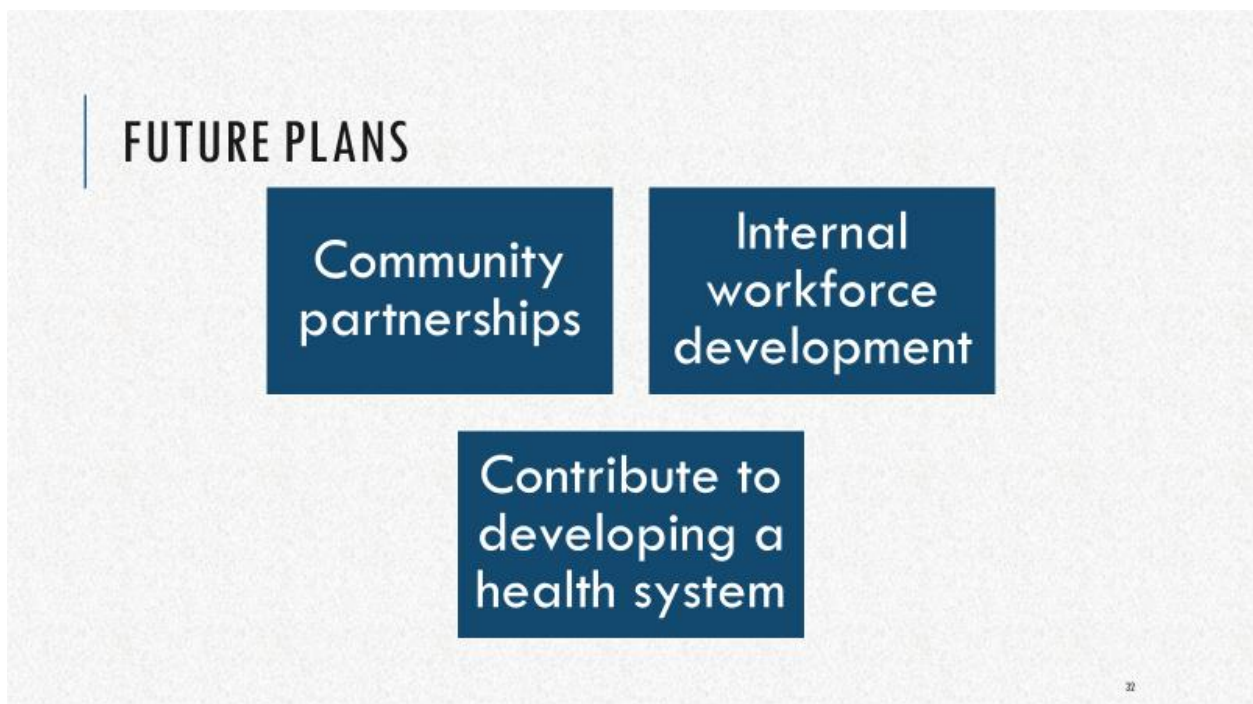 FUTURE PLANS
Community
partnerships
Internal
workforce
development
Contribute to
developing a
health system
32